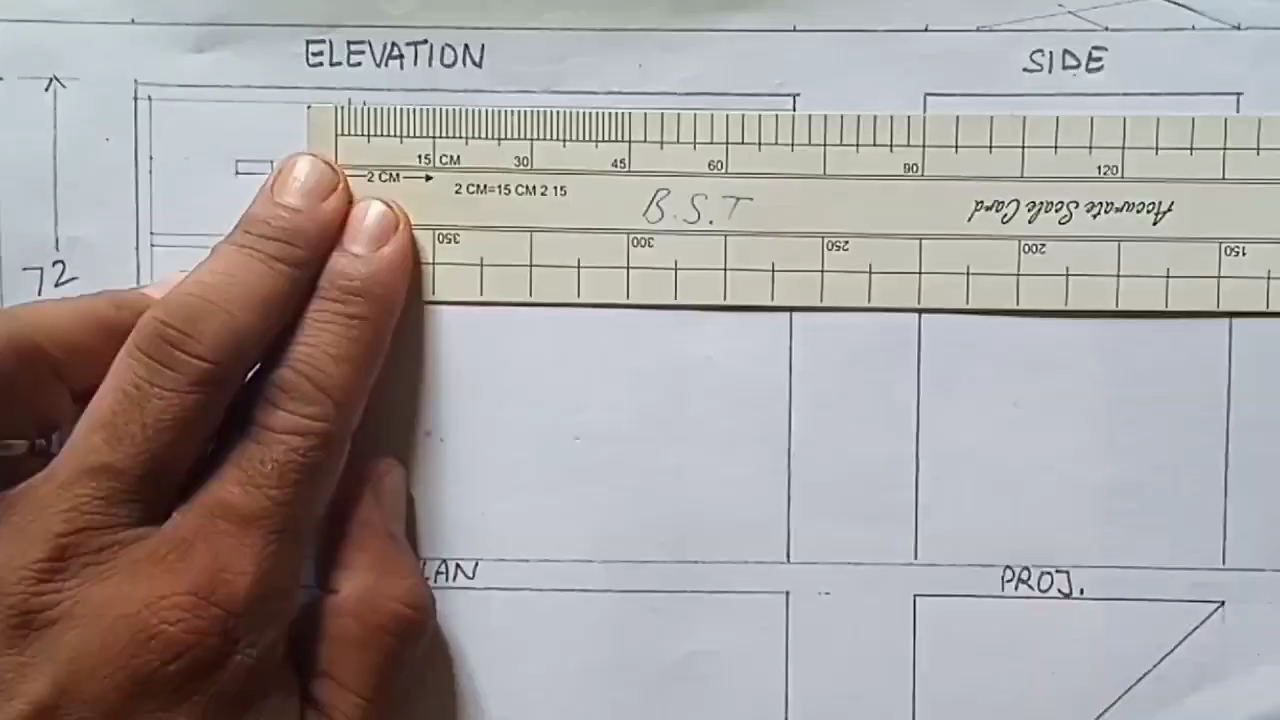 ELEVATION
SIDE
15 CM 30 45 60 90 120
2 CM
2 CM=15 CM 2 15
B.S.T
Accurate Scale Card
350 300 250 200 150
72
LAN
PROJ.